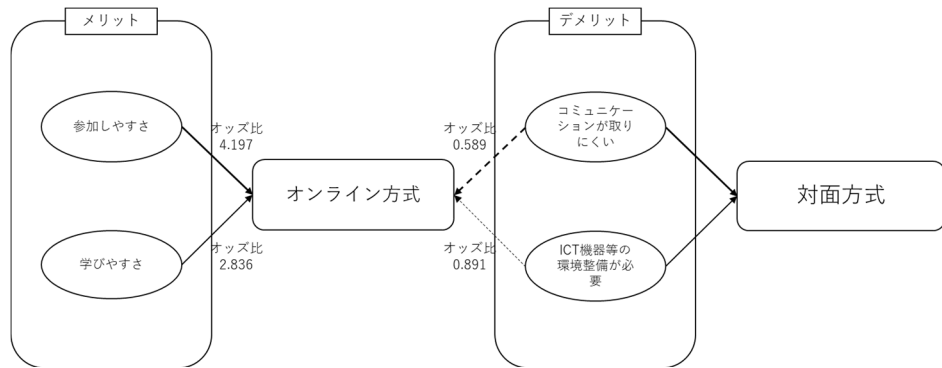 メリット
デメリット
参加しやすさ
オッズ比
4.197
オッズ比
0.589
コミュニケー
ションが取り
にくい
オンライン方式
対面方式
学びやすさ
オッズ比
2.836
オッズ比
0.891
ICT機器等の
環境整備が必
要